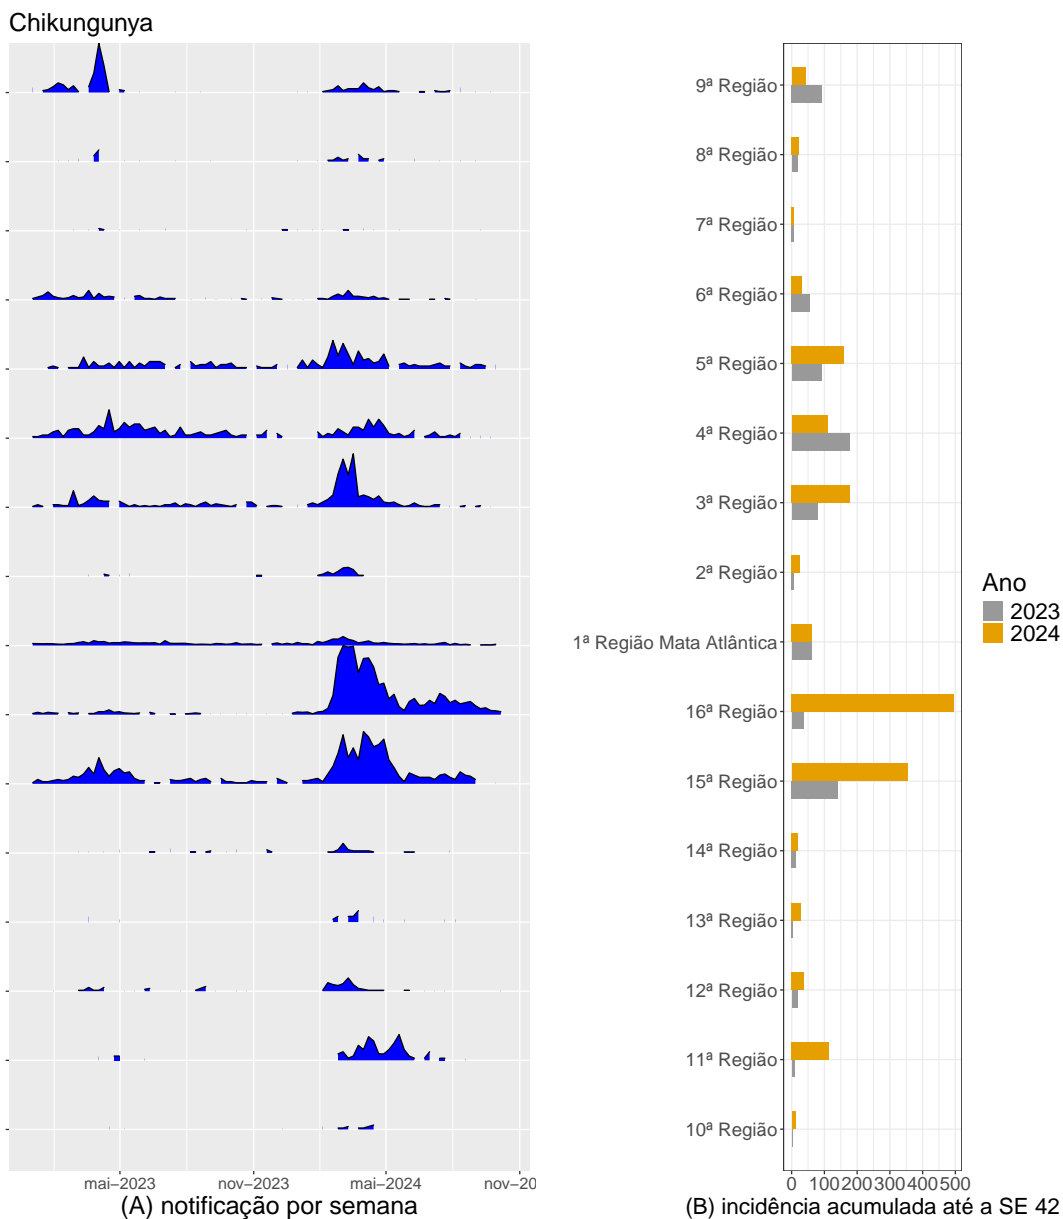 Chikungunya
9ª Região
8ª Região
7ª Região
6ª Região
5ª Região
4ª Região
3ª Região
2ª Região
1ª Região Mata Atlântica
16ª Região
15ª Região
14ª Região
13ª Região
12ª Região
11ª Região
10ª Região
Ano
2023
2024
mai–2023 nov–2023 mai–2024 nov–20
0 100 200 300 400 500
(A) notificação por semana
(B) incidência acumulada até a SE 42